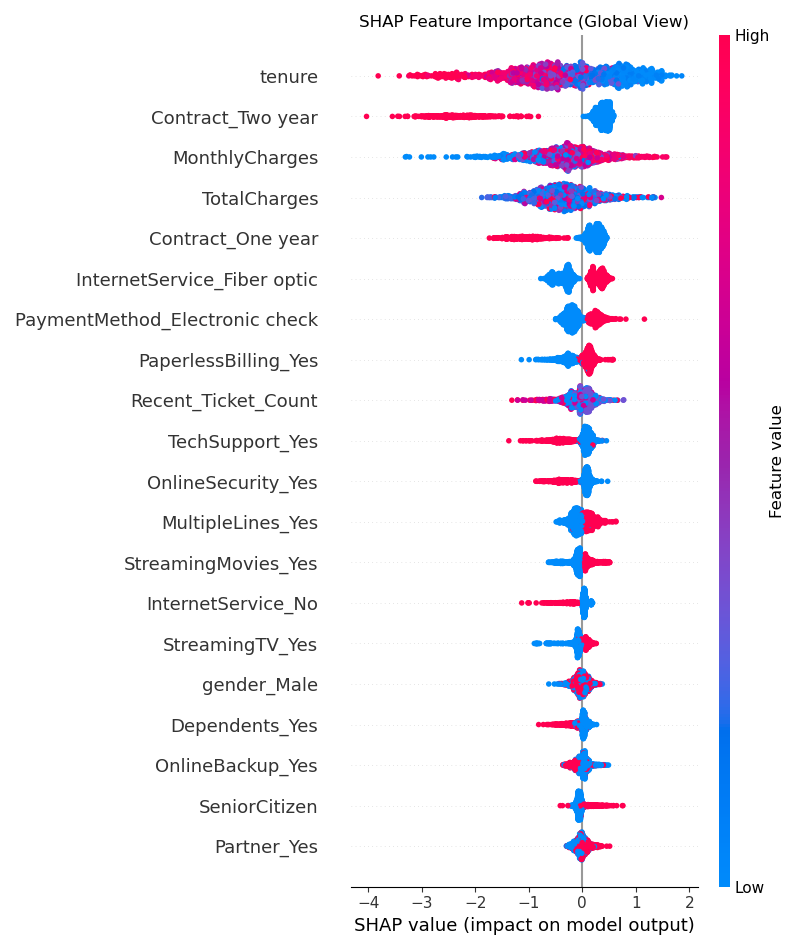 SHAP Feature Importance (Global View)
High
tenure
Contract_Two year
MonthlyCharges
TotalCharges
Contract_One year
InternetService_Fiber optic
PaymentMethod_Electronic check
PaperlessBilling_Yes
Recent_Ticket_Count
TechSupport_Yes
OnlineSecurity_Yes
MultipleLines_Yes
StreamingMovies_Yes
InternetService_No
StreamingTV_Yes
gender_Male
Dependents_Yes
OnlineBackup_Yes
SeniorCitizen
Partner_Yes
Feature value
Low
−4 −3 −2 −1 0 1 2
SHAP value (impact on model output)